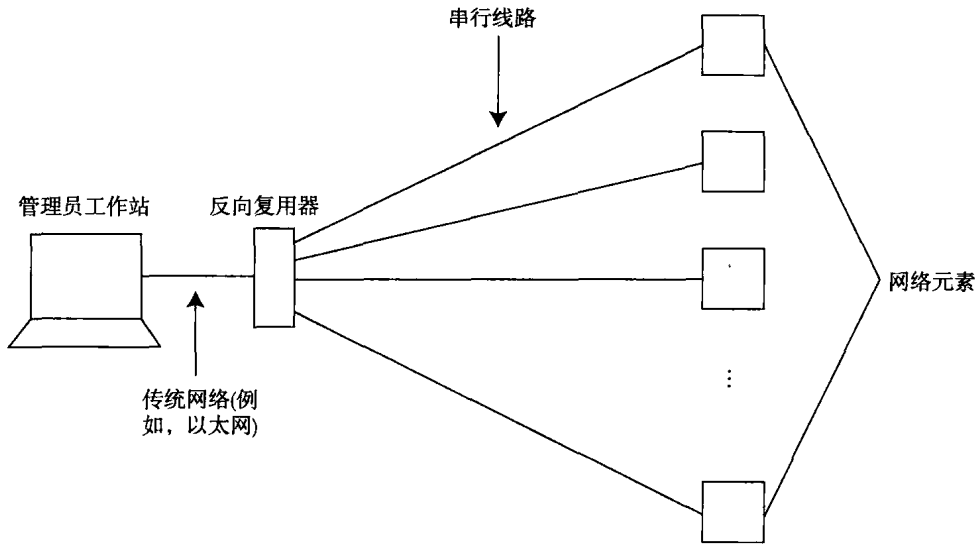 串行线路
管理员工作站
反向复用器
网络元素
传统网络(例
如，以太网)
⋮